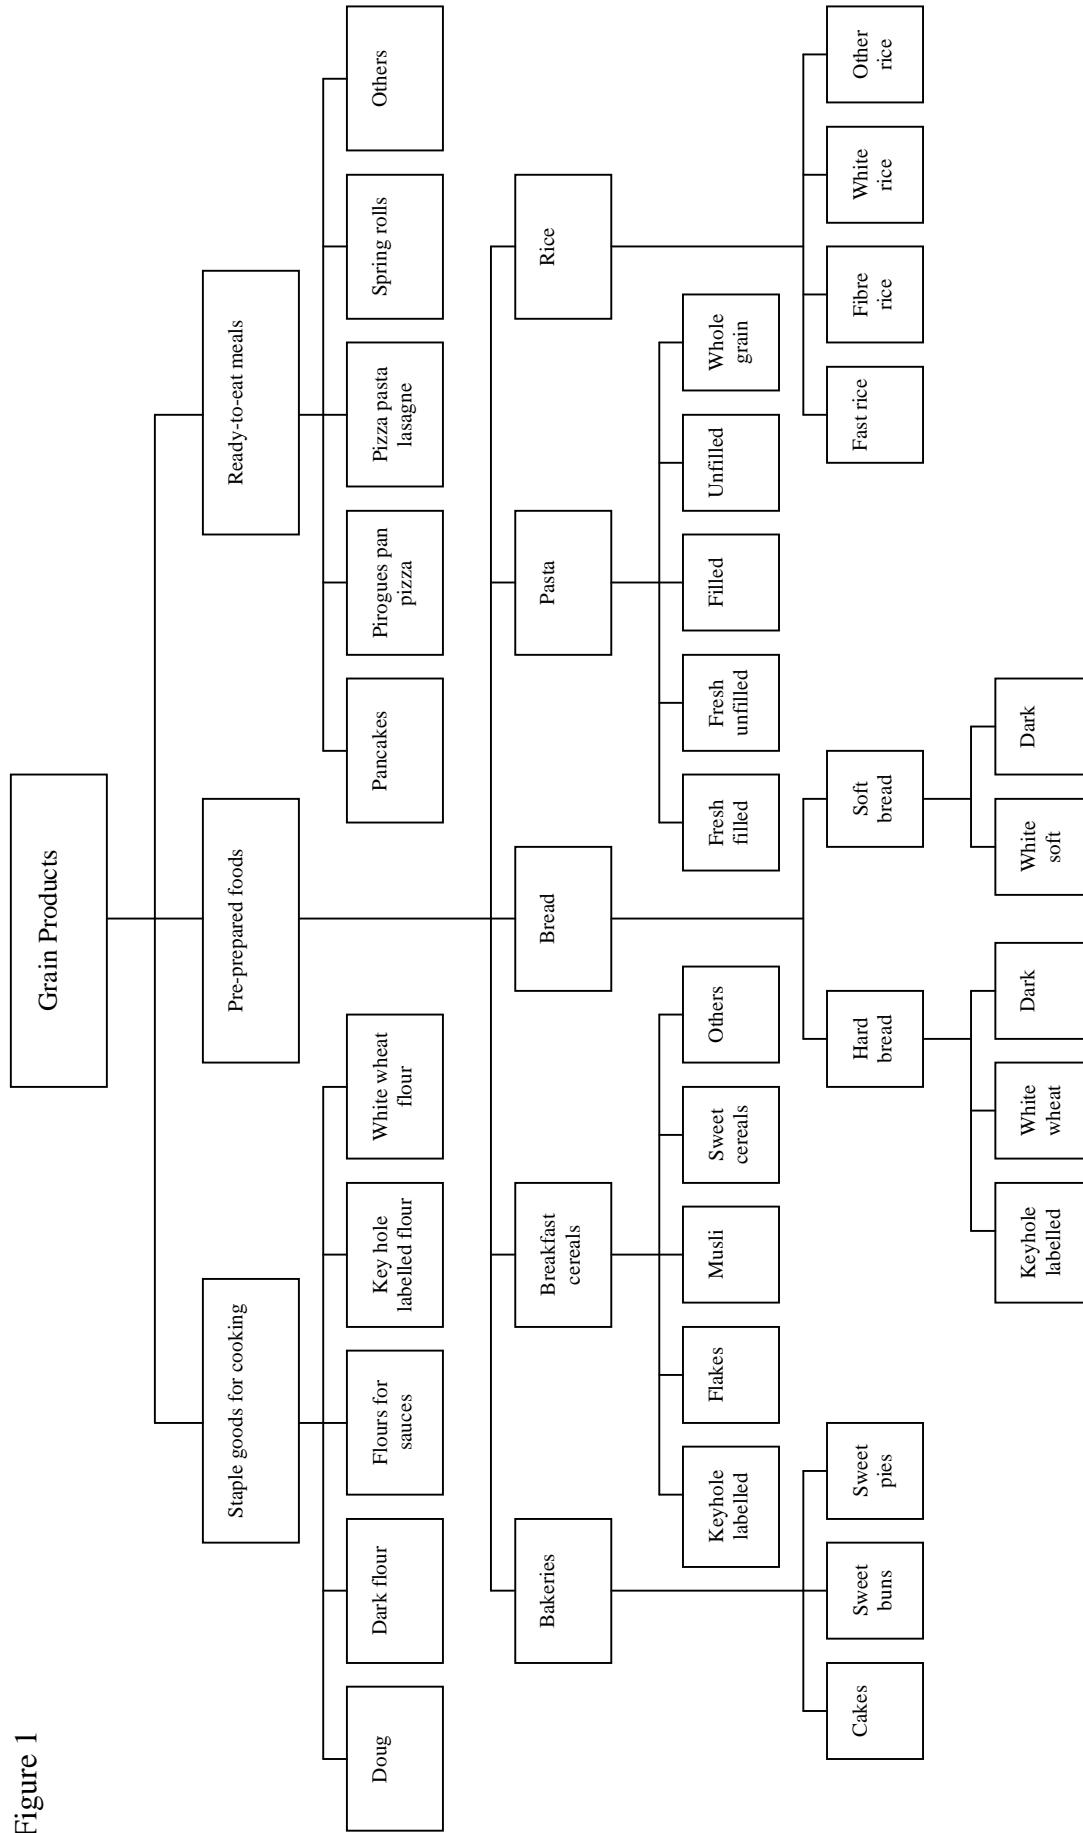 Figure 1
Grain Products
Staple goods for cooking
Pre-prepared foods
Ready-to-eat meals
Doug
Dark flour
Flours for
sauces
Key hole
labelled flour
White wheat
flour
Pancakes
Pirogues pan
pizza
Pizza pasta
lasagne
Spring rolls
Others
Bakeries
Breakfast
cereals
Bread
Pasta
Rice
Keyhole
labelled
Flakes
Musli
Sweet
cereals
Others
Fresh
filled
Fresh
unfilled
Filled
Unfilled
Whole
grain
Cakes
Sweet
buns
Sweet
pies
Hard
bread
Soft
bread
Fast rice
Fibre
rice
White
rice
Other
rice
Keyhole
labelled
White
wheat
Dark
White
soft
Dark